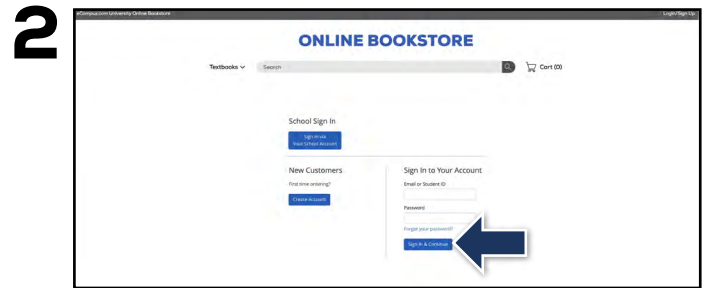 2
eCampus.com University Online Bookstore Login/Sign Up
ONLINE BOOKSTORE
Textbooks Search Cart (0)
School Sign In
Sign In via
Your School Account
New Customers
First time ordering?
Create Account
Sign In to Your Account
Email or Student ID
Password
Forgot your password?
Sign In & Continue